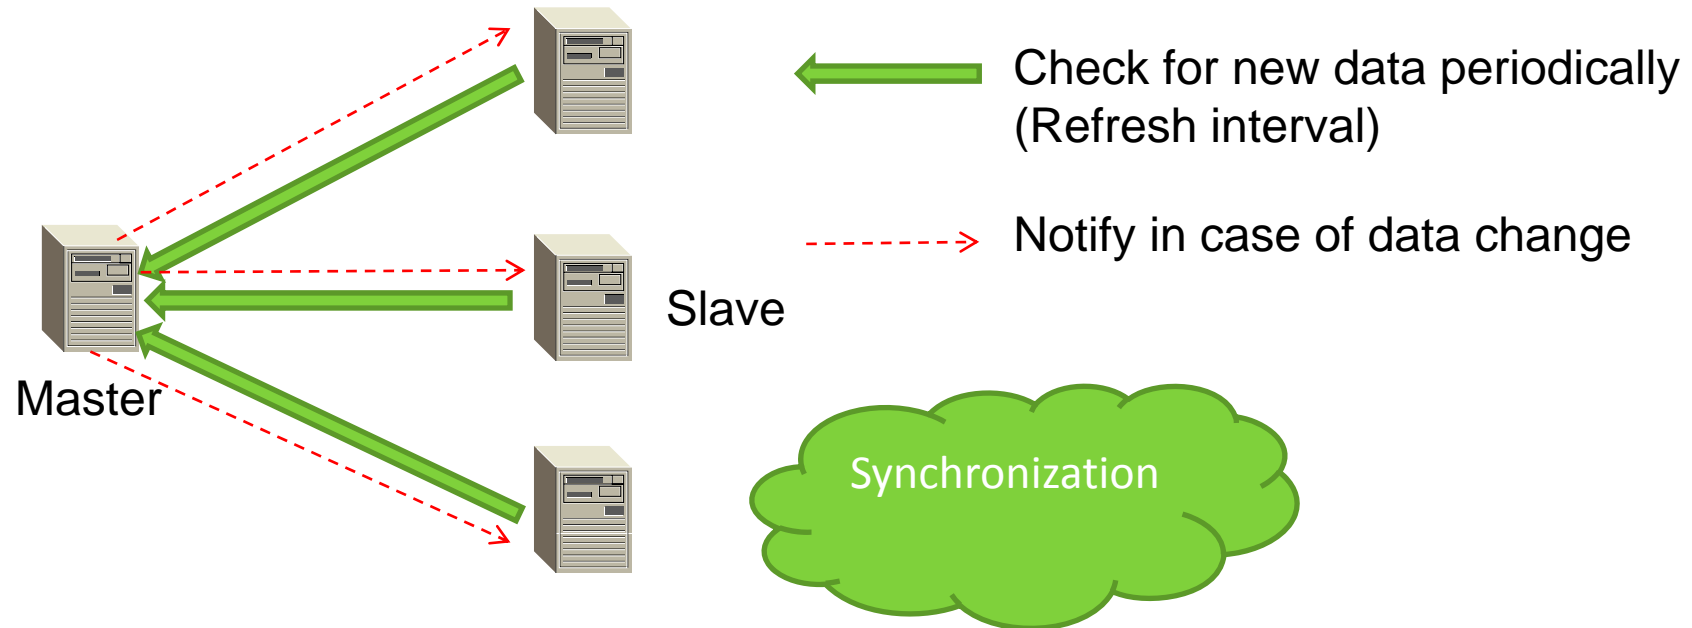 Check for new data periodically
(Refresh interval)
Notify in case of data change
Slave
Master
Synchronization